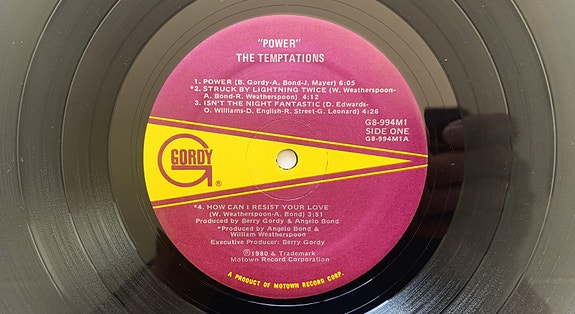 "POWER"
THE TEMPTATIONS
1. POWER (B. Gordy-A. Bond-J. Mayer) 6:05
*2. STRUCK BY LIGHTNING TWICE (W. Weatherspoon-
A. Bond-R. Weatherspoon) 4:12
3. ISN'T THE NIGHT FANTASTIC (D. Edwards-
O. Williams-D. English-R. Street-G. Leonard) 4:26
G8-994M1
SIDE ONE
G8-994M1A
GORDY
®
*4. HOW CAN I RESIST YOUR LOVE
(W. Weatherspoon-A. Bond) 3:51
Produced by Berry Gordy & Angelo Bond
*Produced by Angelo Bond &
William Weatherspoon
Executive Producer: Berry Gordy
℗1980 & Trademark
Motown Record Corporation
A PRODUCT OF MOTOWN RECORD CORP.